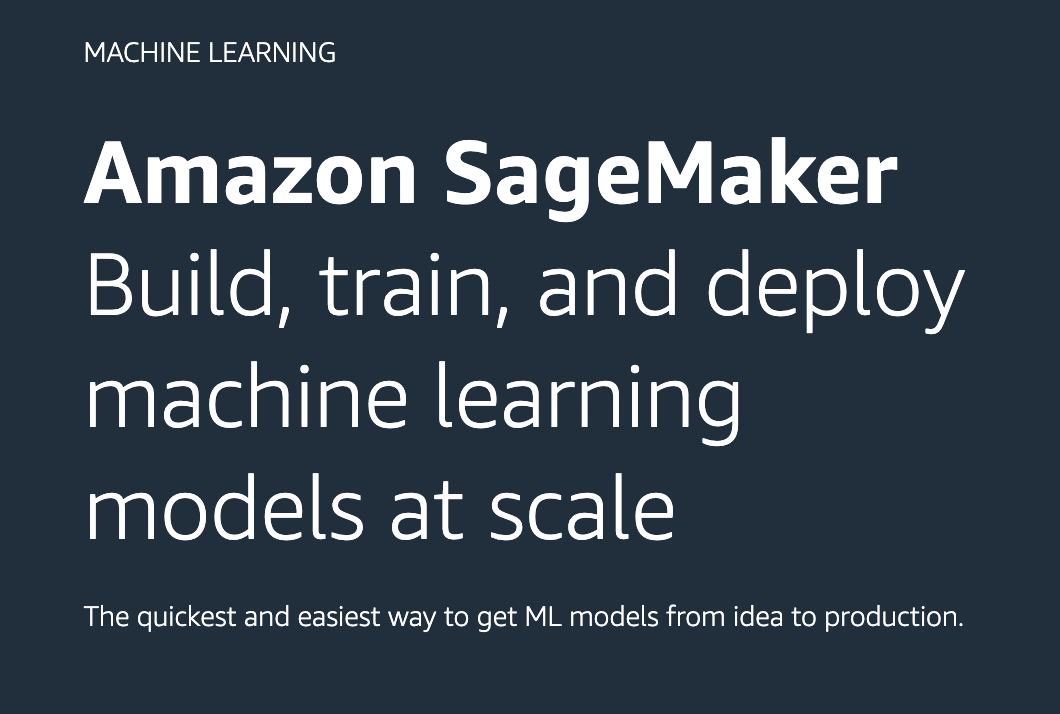 MACHINE LEARNING
Amazon SageMaker
Build, train, and deploy
machine learning
models at scale
The quickest and easiest way to get ML models from idea to production.